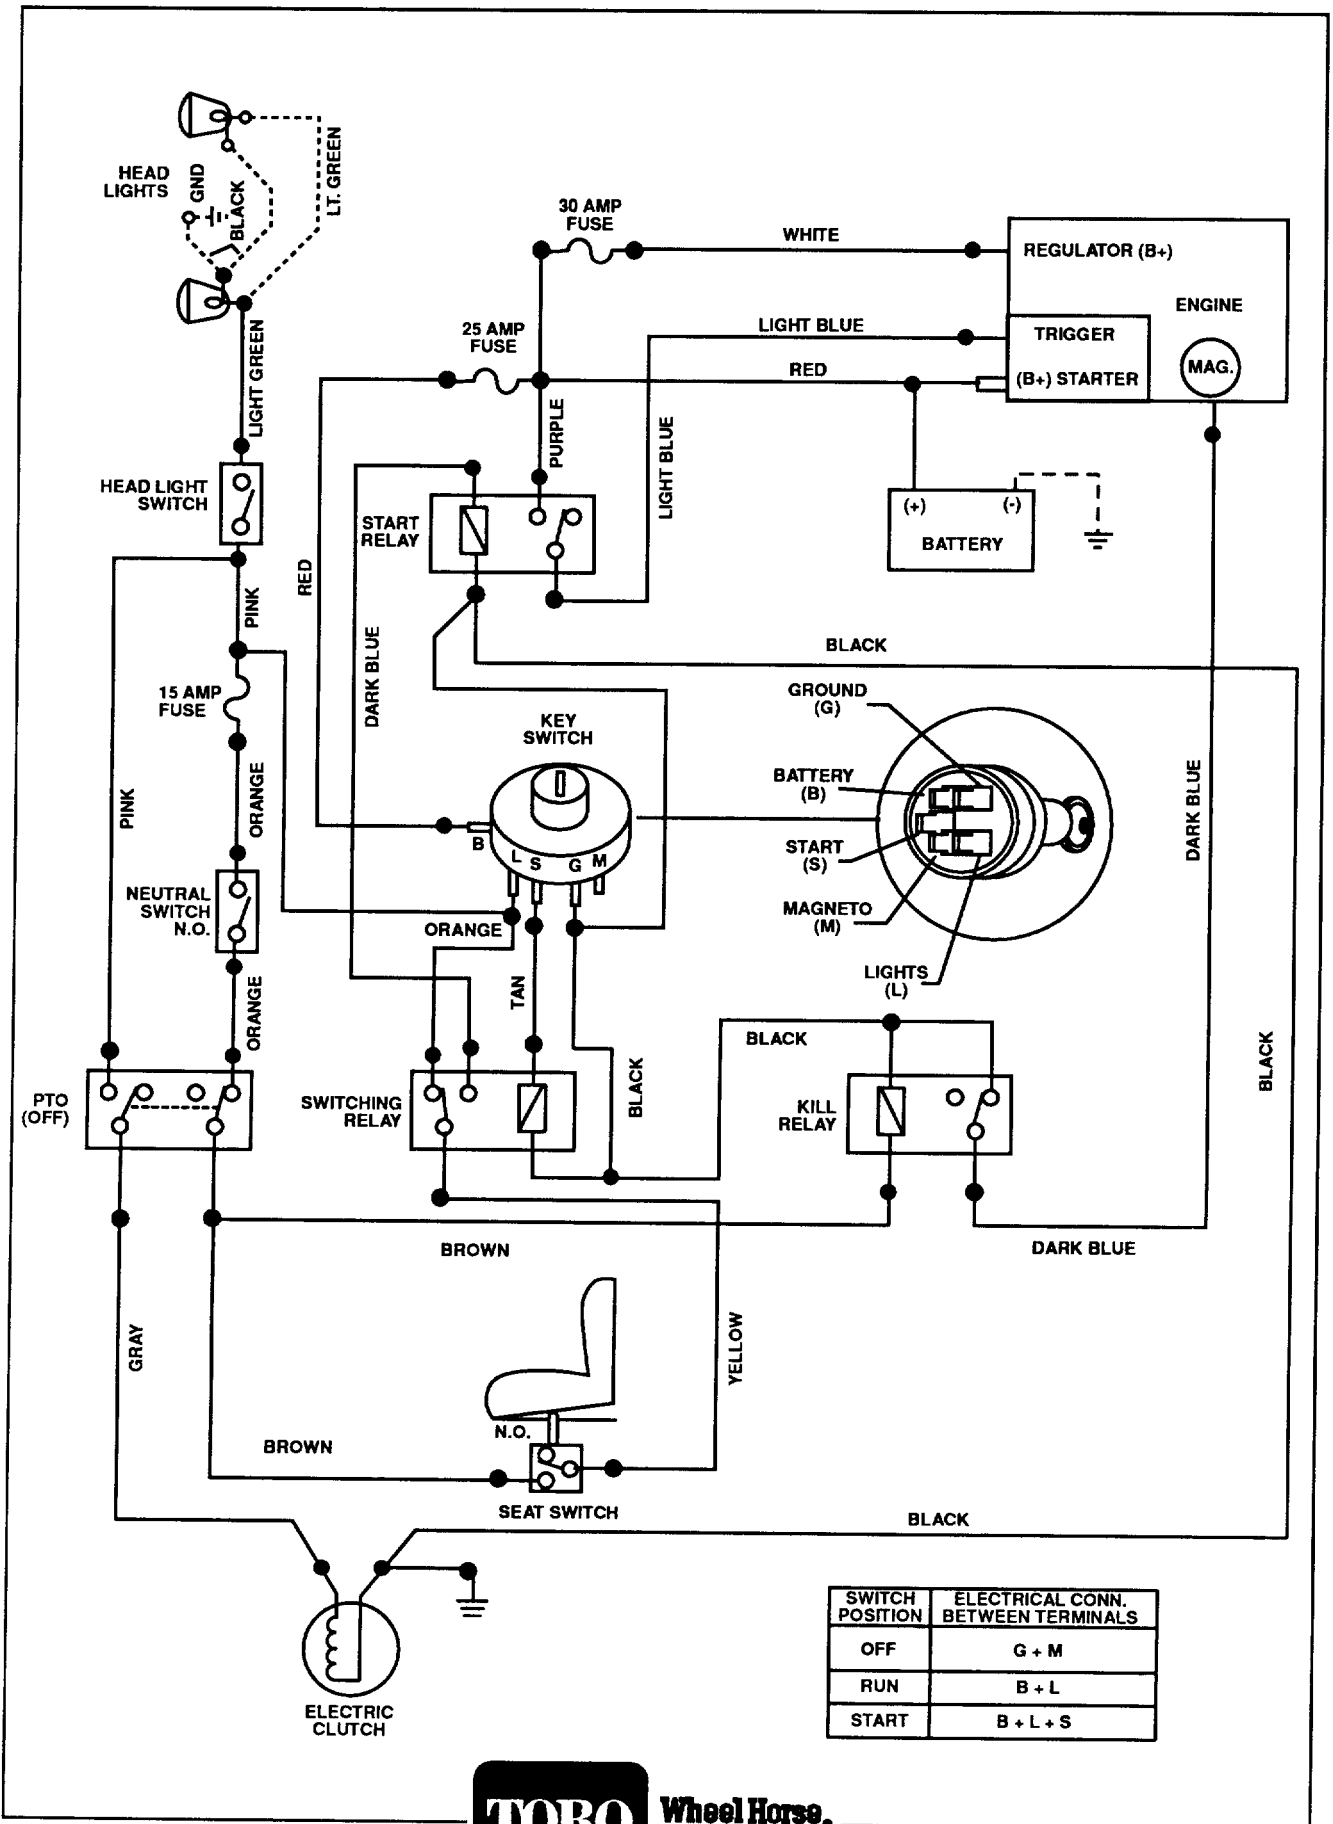 HEAD
LIGHTS
GND
BLACK
LT. GREEN
30 AMP
FUSE
WHITE
REGULATOR (B+)
ENGINE
25 AMP
FUSE
LIGHT BLUE
TRIGGER
RED
(B+) STARTER
MAG.
LIGHT GREEN
PURPLE
LIGHT BLUE
HEAD LIGHT
SWITCH
START
RELAY
(+)
(-)
BATTERY
RED
PINK
DARK BLUE
BLACK
15 AMP
FUSE
GROUND
(G)
KEY
SWITCH
BATTERY
(B)
PINK
ORANGE
DARK BLUE
B
L
S
G
M
START
(S)
NEUTRAL
SWITCH
N.O.
MAGNETO
(M)
ORANGE
LIGHTS
(L)
ORANGE
TAN
BLACK
BLACK
BLACK
PTO
(OFF)
SWITCHING
RELAY
KILL
RELAY
BROWN
DARK BLUE
GRAY
YELLOW
N.O.
BROWN
SEAT SWITCH
BLACK
ELECTRIC
CLUTCH
SWITCH
POSITION
ELECTRICAL CONN.
BETWEEN TERMINALS
OFF
G + M
RUN
B + L
START
B + L + S
TORO
Wheel Horse.